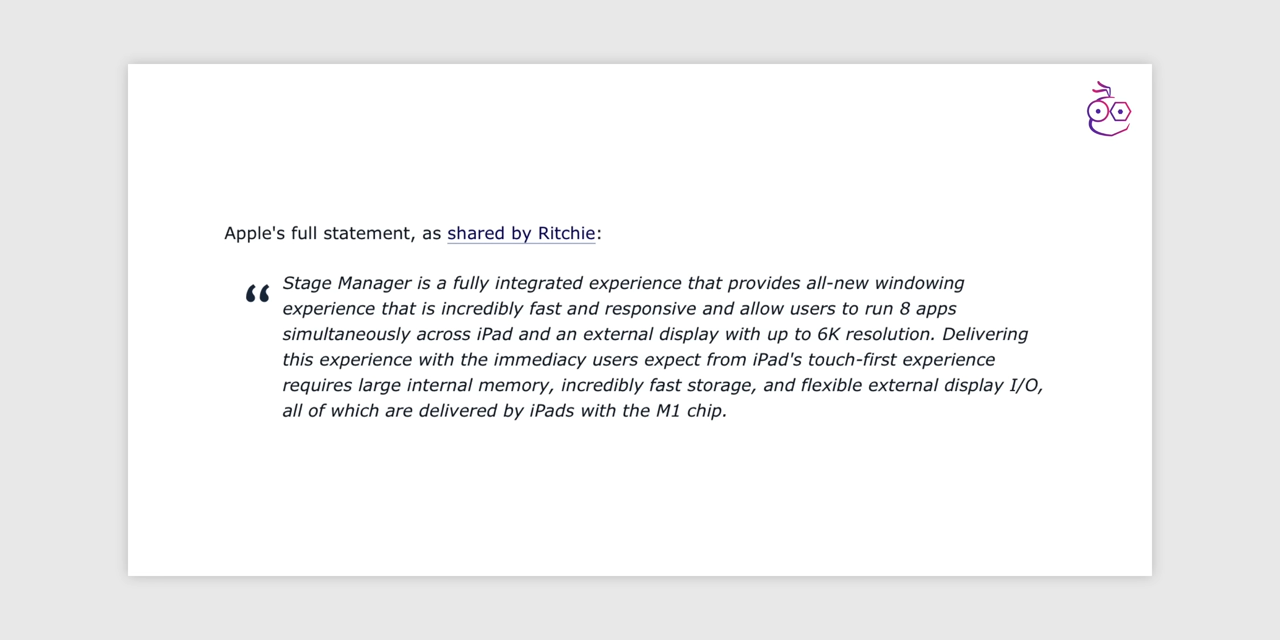 Apple's full statement, as shared by Ritchie:
“ Stage Manager is a fully integrated experience that provides all-new windowing
experience that is incredibly fast and responsive and allow users to run 8 apps
simultaneously across iPad and an external display with up to 6K resolution. Delivering
this experience with the immediacy users expect from iPad's touch-first experience
requires large internal memory, incredibly fast storage, and flexible external display I/O,
all of which are delivered by iPads with the M1 chip.